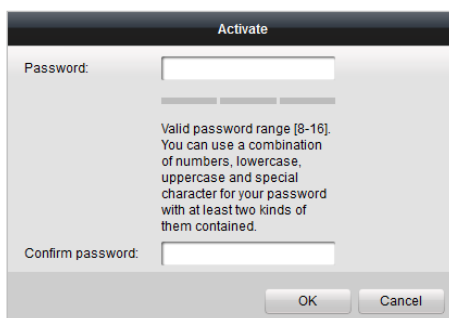 Activate
Password:
Valid password range [8-16].
You can use a combination
of numbers, lowercase,
uppercase and special
character for your password
with at least two kinds of
them contained.
Confirm password:
OK Cancel